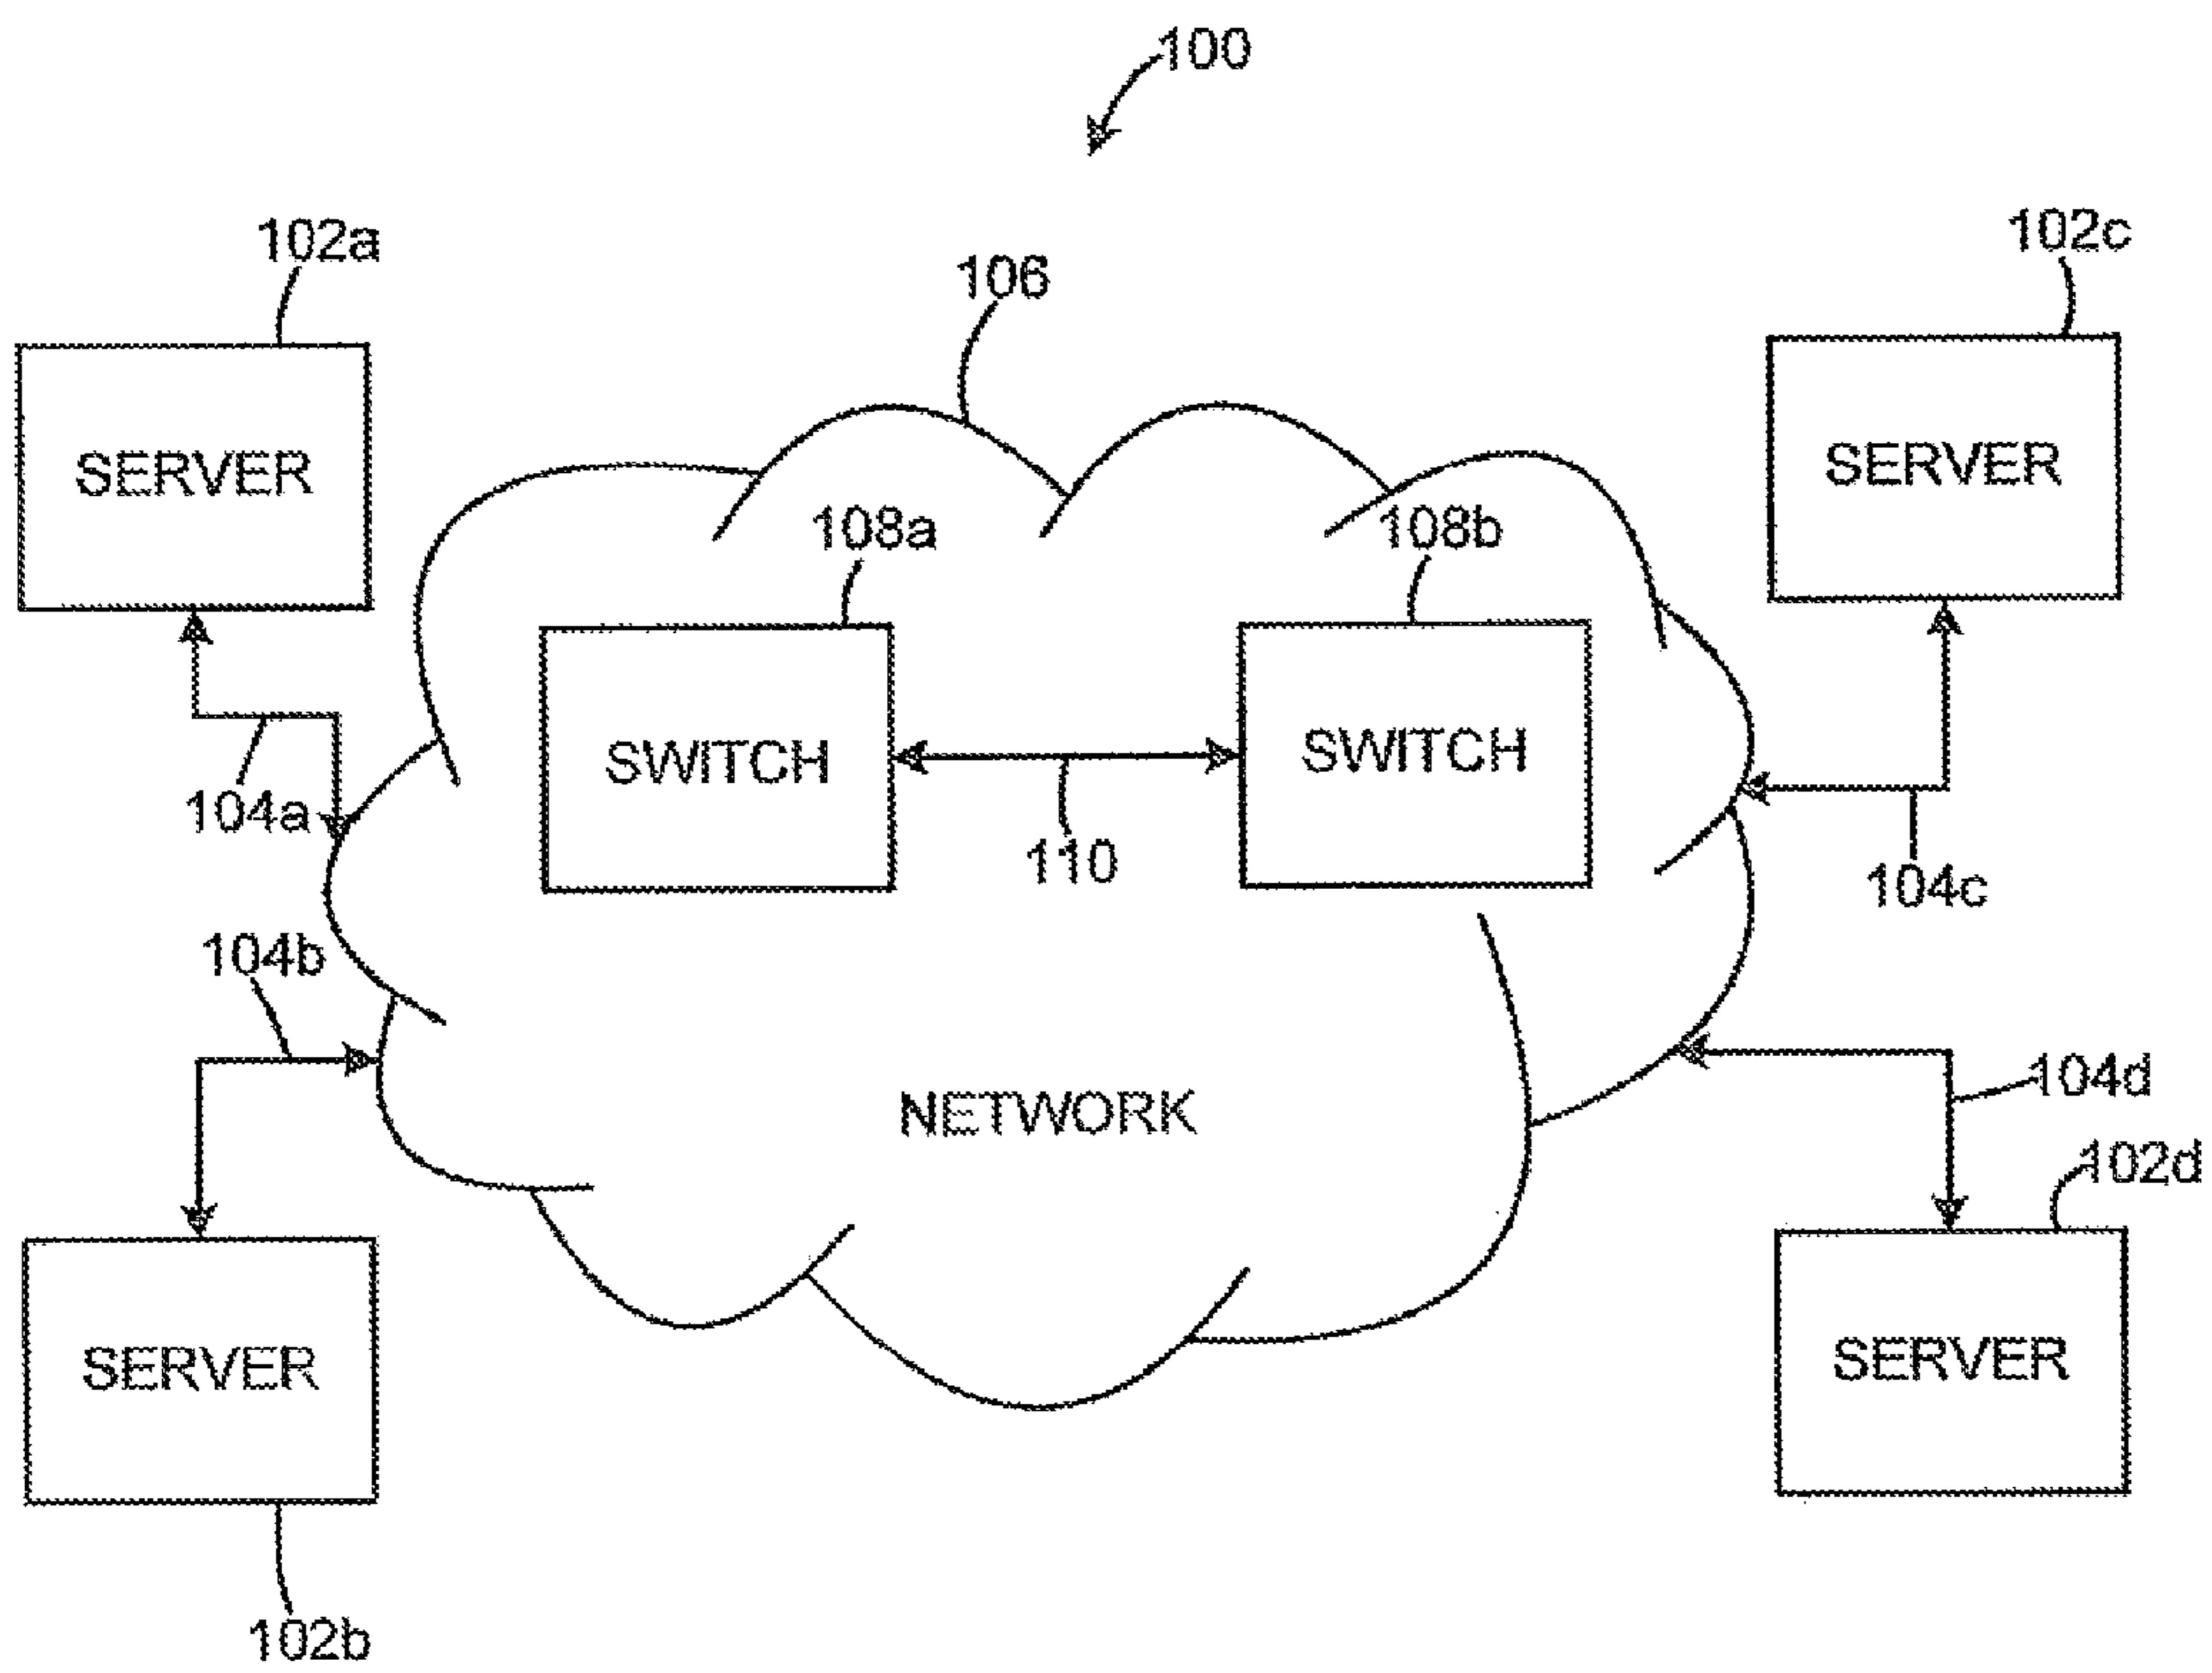 100
102a
102c
106
SERVER
SERVER
108a
108b
SWITCH
SWITCH
104a
110
104c
104b
NETWORK
104d
102d
SERVER
SERVER
102b